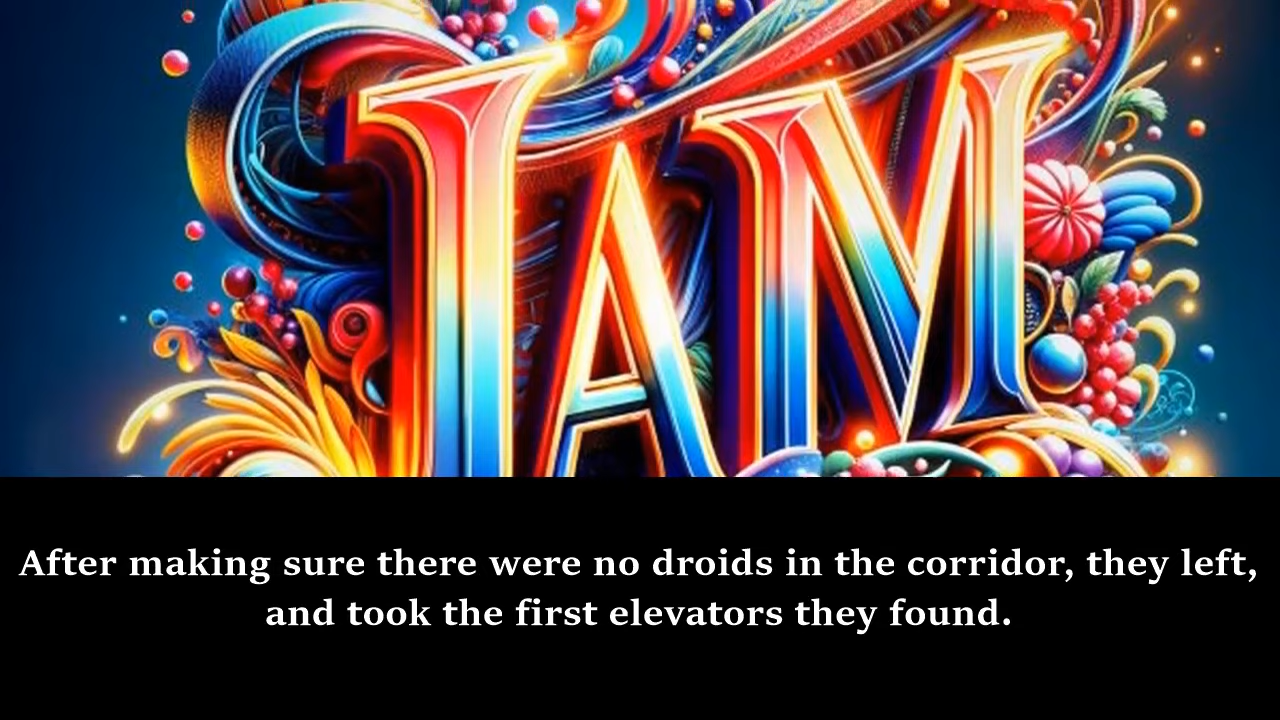 IAM
After making sure there were no droids in the corridor, they left,
and took the first elevators they found.